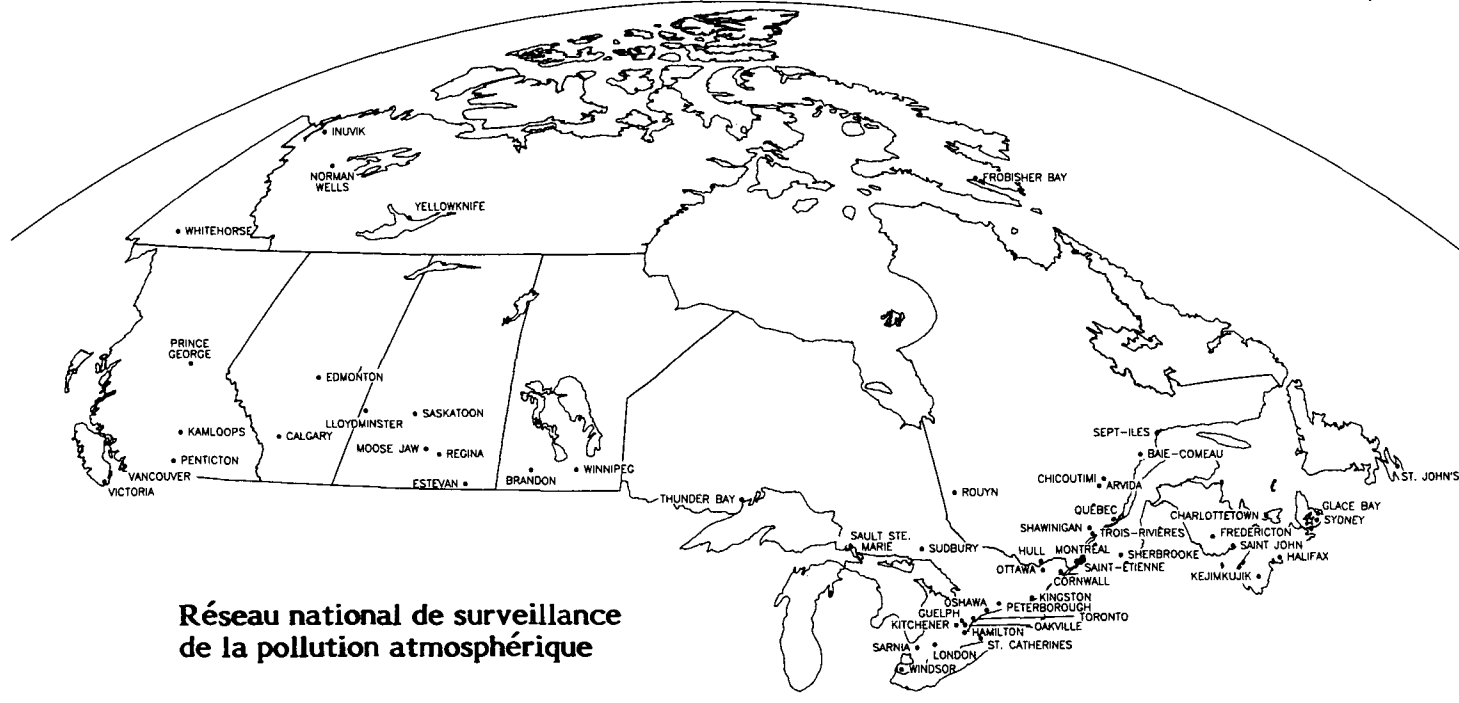 INUVIK
NORMAN
WELLS
FROBISHER BAY
YELLOWKNIFE
WHITEHORSE
PRINCE
GEORGE
EDMONTON
LLOYDMINSTER
SASKATOON
KAMLOOPS
CALGARY
MOOSE JAW
REGINA
PENTICTON
VANCOUVER
VICTORIA
ESTEVAN
BRANDON
WINNIPEG
SEPT-ILES
BAIE-COMEAU
ST. JOHN'S
CHICOUTIMI
ARVIDA
ROUYN
THUNDER BAY
QUÉBEC
CHARLOTTETOWN
GLACE BAY
SYDNEY
SHAWINIGAN
TROIS-RIVIÈRES
FREDERICTON
SAULT STE.
MARIE
SUDBURY
HULL
MONTRÉAL
SHERBROOKE
SAINT JOHN
HALIFAX
OTTAWA
SAINT-ÉTIENNE
CORNWALL
KEJIMKUJIK
KINGSTON
OSHAWA
PETERBOROUGH
GUELPH
TORONTO
KITCHENER
OAKVILLE
HAMILTON
SARNIA
LONDON
ST. CATHERINES
WINDSOR
Réseau national de surveillance
de la pollution atmosphérique